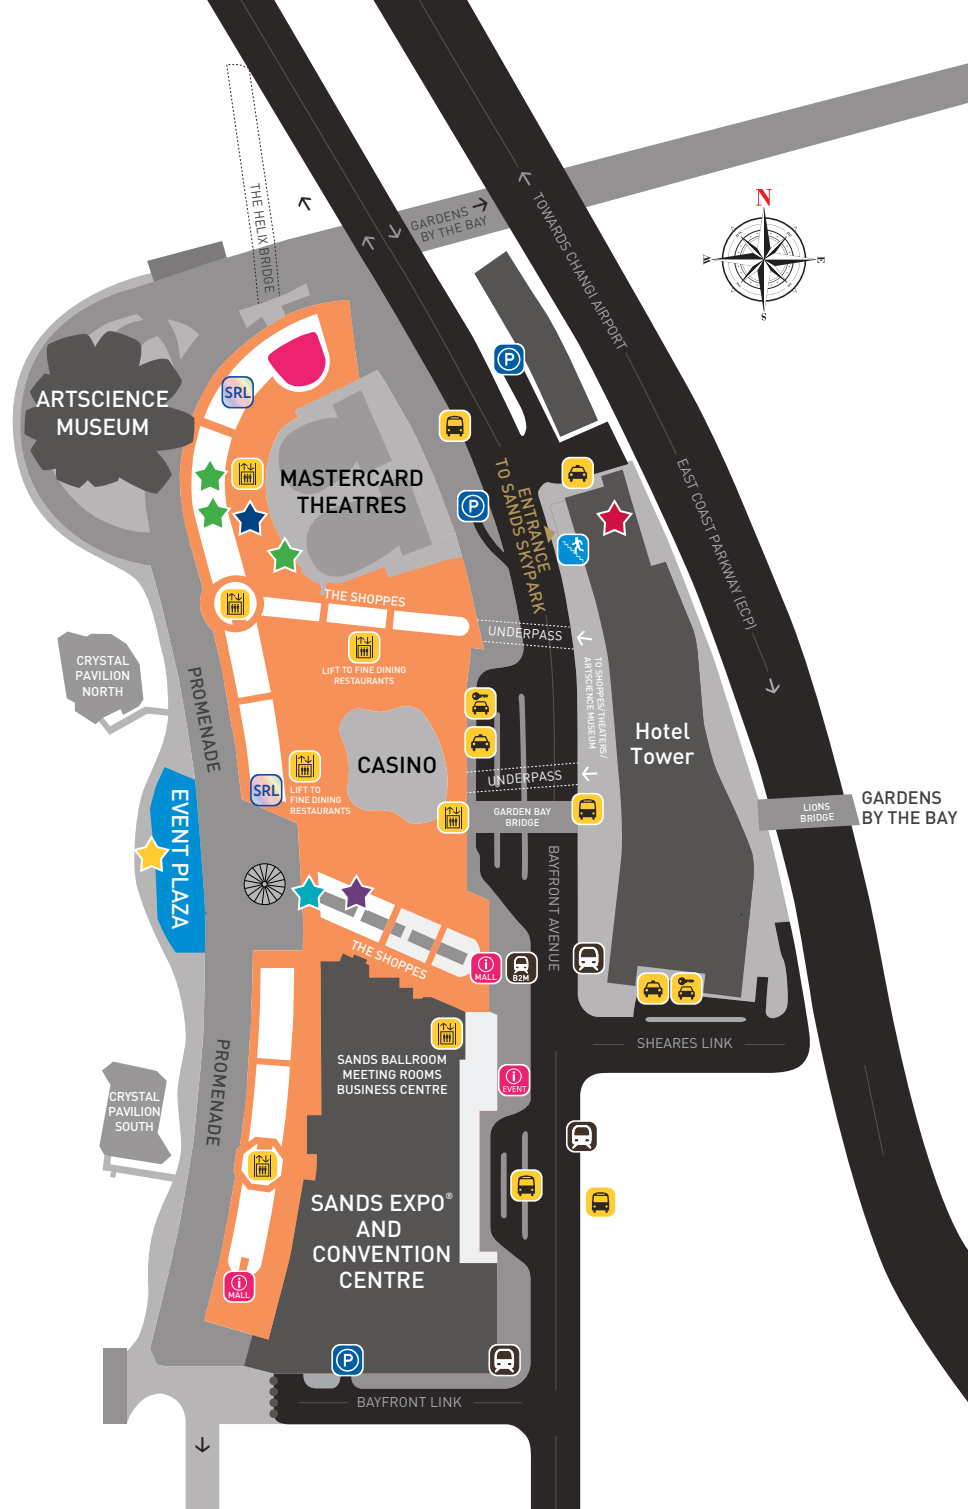 THE HELIX BRIDGE
GARDENS
BY THE BAY
TOWARDS CHANGI AIRPORT
N
W
E
S
P
SRL
ARTSCIENCE
MUSEUM
MASTERCARD
THEATRES
P
ENTRANCE
TO SANDS SKYPARK
EAST COAST PARKWAY (ECP)
THE SHOPPES
UNDERPASS
LIFT TO FINE DINING
RESTAURANTS
CRYSTAL
PAVILION
NORTH
PROMENADE
TO SHOPPES/THEATERS/
ARTSCIENCE MUSEUM
Hotel
Tower
CASINO
UNDERPASS
SRL
LIFT TO
FINE DINING
RESTAURANTS
GARDEN BAY
BRIDGE
LIONS
BRIDGE
GARDENS
BY THE BAY
EVENT PLAZA
BAYFRONT AVENUE
THE SHOPPES
i
MALL
B2M
SHEARES LINK
SANDS BALLROOM
MEETING ROOMS
BUSINESS CENTRE
i
EVENT
PROMENADE
CRYSTAL
PAVILION
SOUTH
SANDS EXPO®
AND
CONVENTION
CENTRE
i
MALL
P
BAYFRONT LINK